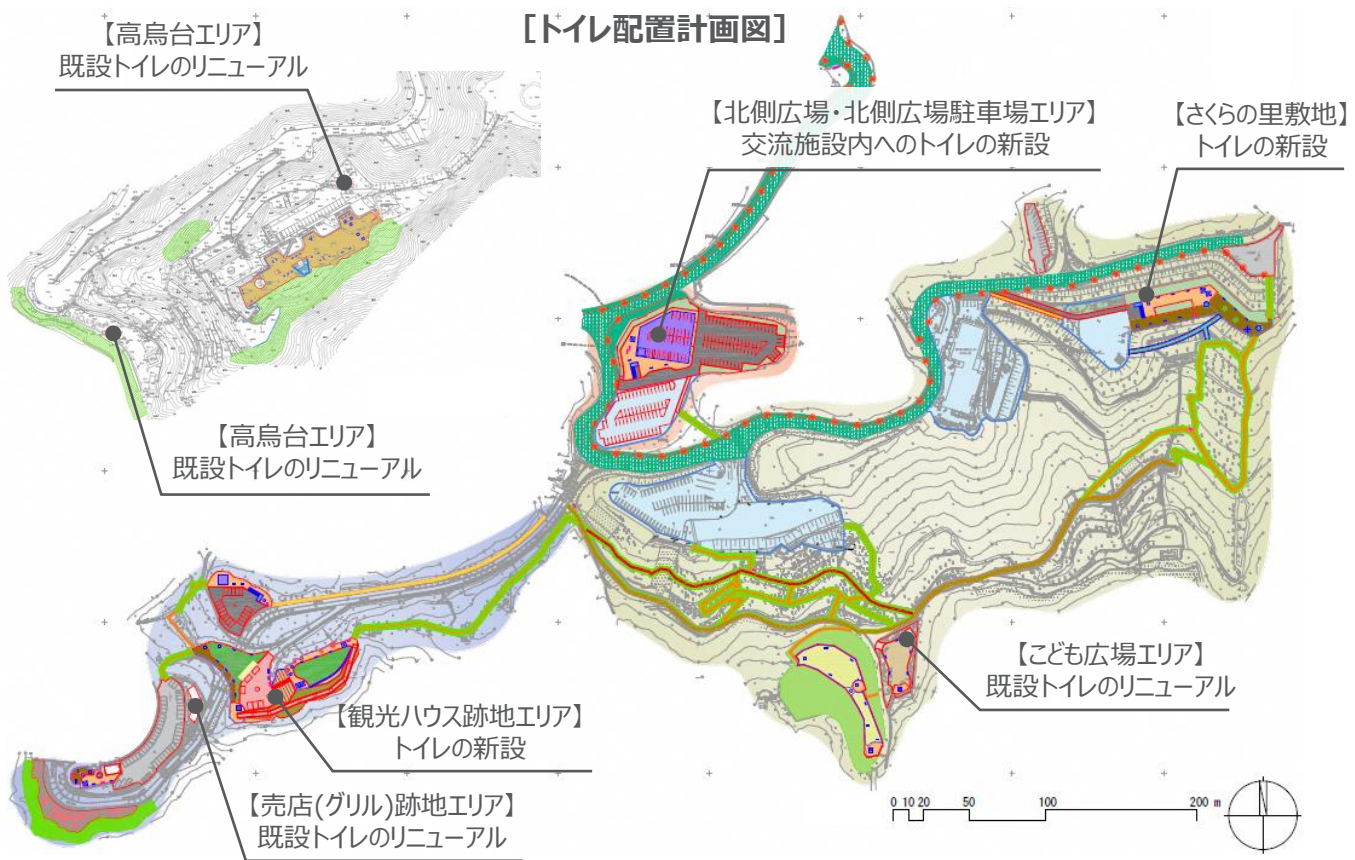 [トイレ配置計画図]
【高烏台エリア】
既設トイレのリニューアル
【北側広場・北側広場駐車場エリア】
交流施設内へのトイレの新設
【さくらの里敷地】
トイレの新設
【高烏台エリア】
既設トイレのリニューアル
【こども広場エリア】
既設トイレのリニューアル
【観光ハウス跡地エリア】
トイレの新設
【売店(グリル)跡地エリア】
既設トイレのリニューアル
0 10 20 50 100 200 m